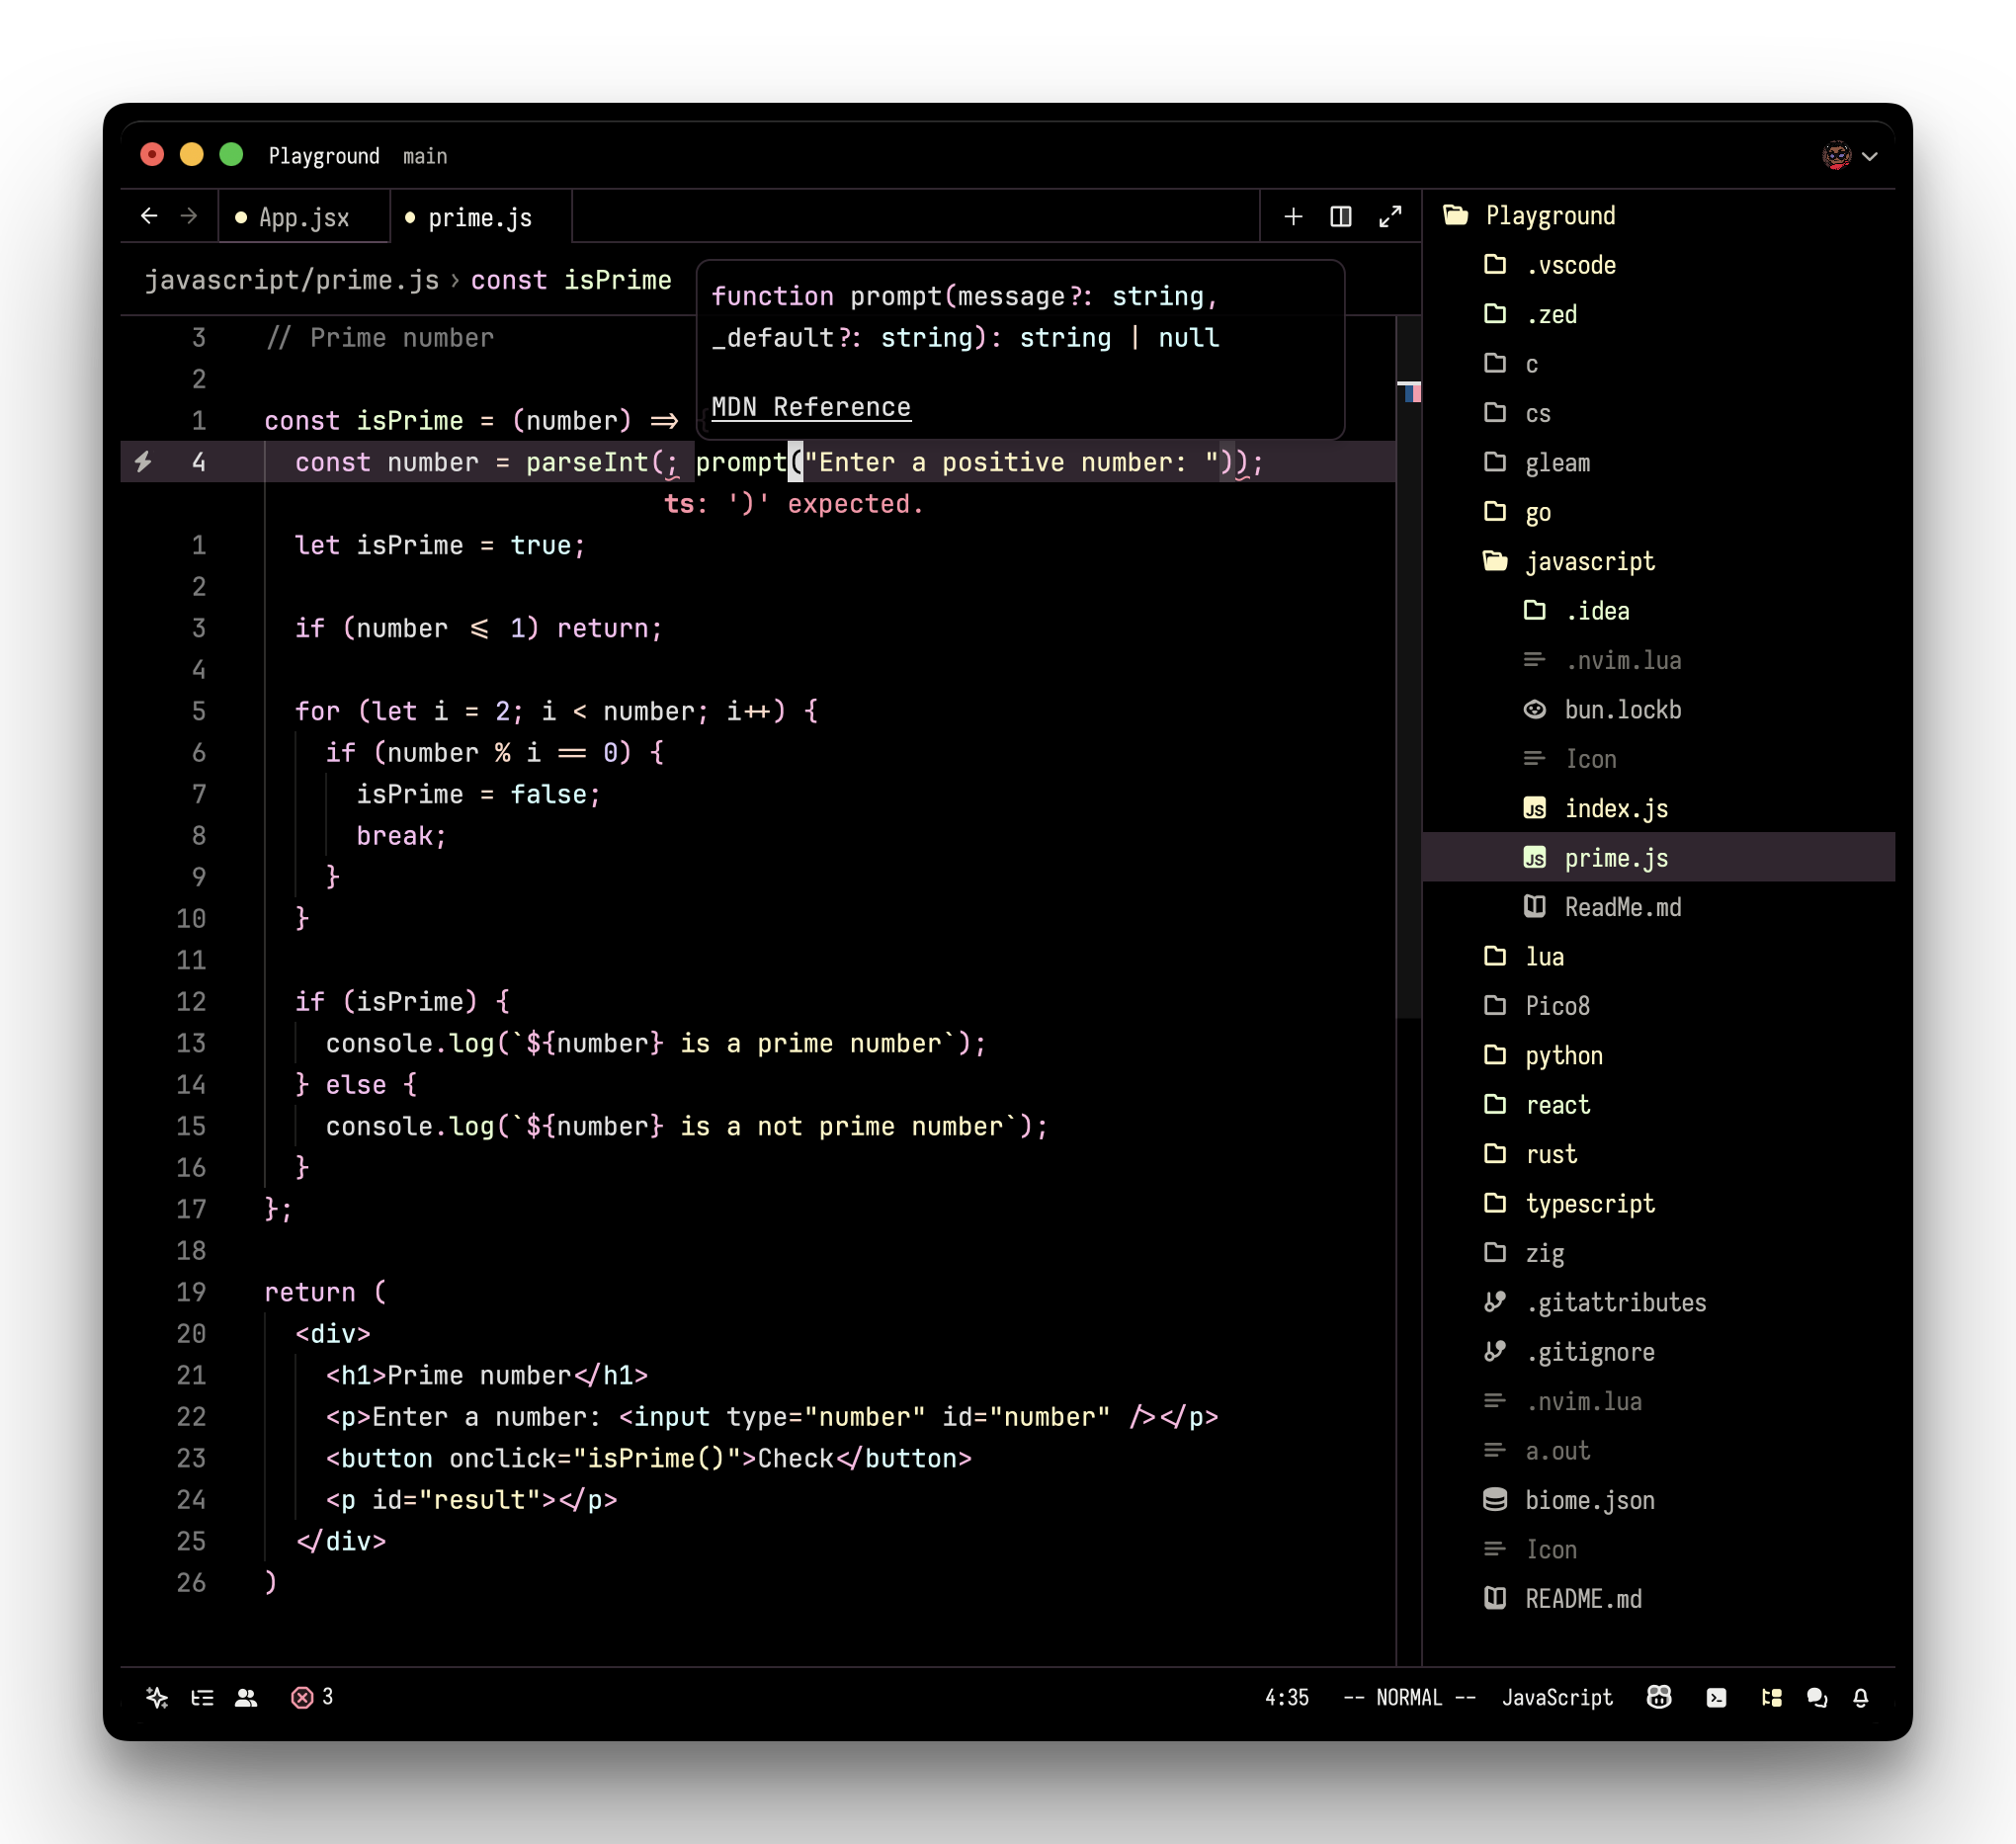 Playground main
App.jsx
prime.js
javascript/prime.js › const isPrime
function prompt(message?: string,
_default?: string): string | null
MDN Reference
3 // Prime number
2
1 const isPrime = (number) => {
4 const number = parseInt(; prompt("Enter a positive number: "));
ts: ')' expected.
1 let isPrime = true;
2
3 if (number <= 1) return;
4
5 for (let i = 2; i < number; i++) {
6 if (number % i == 0) {
7 isPrime = false;
8 break;
9 }
10 }
11
12 if (isPrime) {
13 console.log(`${number} is a prime number`);
14 } else {
15 console.log(`${number} is a not prime number`);
16 }
17 };
18
19 return (
20 <div>
21 <h1>Prime number</h1>
22 <p>Enter a number: <input type="number" id="number" /></p>
23 <button onclick="isPrime()">Check</button>
24 <p id="result"></p>
25 </div>
26 )
Playground
.vscode
.zed
c
cs
gleam
go
javascript
.idea
.nvim.lua
bun.lockb
Icon
JS index.js
JS prime.js
ReadMe.md
lua
Pico8
python
react
rust
typescript
zig
.gitattributes
.gitignore
.nvim.lua
a.out
biome.json
Icon
README.md
3
4:35 -- NORMAL -- JavaScript